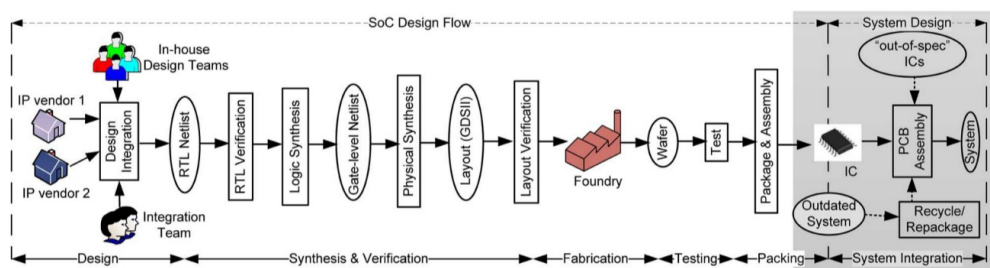 SoC Design Flow
System Design
In-house
Design Teams
"out-of-spec"
ICs
IP vendor 1
IP vendor 2
Design
Integration
Integration
Team
RTL Netlist
RTL Verification
Logic Synthesis
Gate-level Netlist
Physical Synthesis
Layout (GDSII)
Layout Verification
Foundry
Wafer
Test
Package & Assembly
IC
PCB
Assembly
System
Outdated
System
Recycle/
Repackage
Design
Synthesis & Verification
Fabrication
Testing
Packing
System Integration